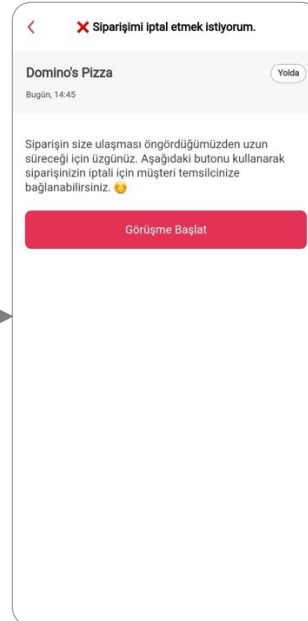 Siparişimi iptal etmek istiyorum.
Domino's Pizza
Yolda
Bugün, 14:45
Siparişin size ulaşması öngördüğümüzden uzun
süreceği için üzgünüz. Aşağıdaki butonu kullanarak
siparişinizin iptali için müşteri temsilcinize
bağlanabilirsiniz. 😊
Görüşme Başlat